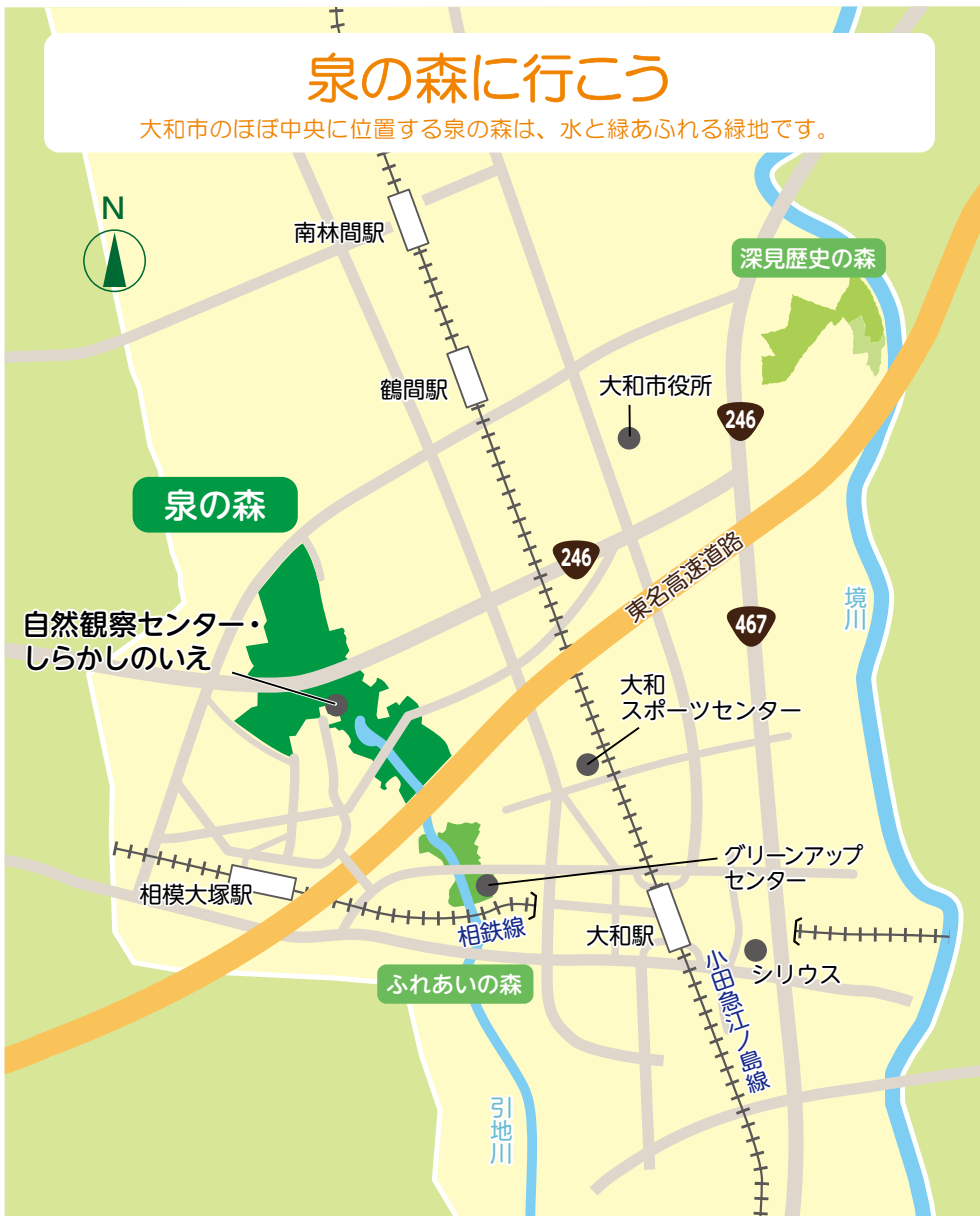 泉の森に行こう
大和市のほぼ中央に位置する泉の森は、水と緑あふれる緑地です。
N
南林間駅
深見歴史の森
鶴間駅
大和市役所
246
泉の森
246
東名高速道路
境川
467
自然観察センター・
しらかしのいえ
大和
スポーツセンター
グリーンアップ
センター
相模大塚駅
相鉄線
大和駅
シリウス
ふれあいの森
小田急江ノ島線
引地川